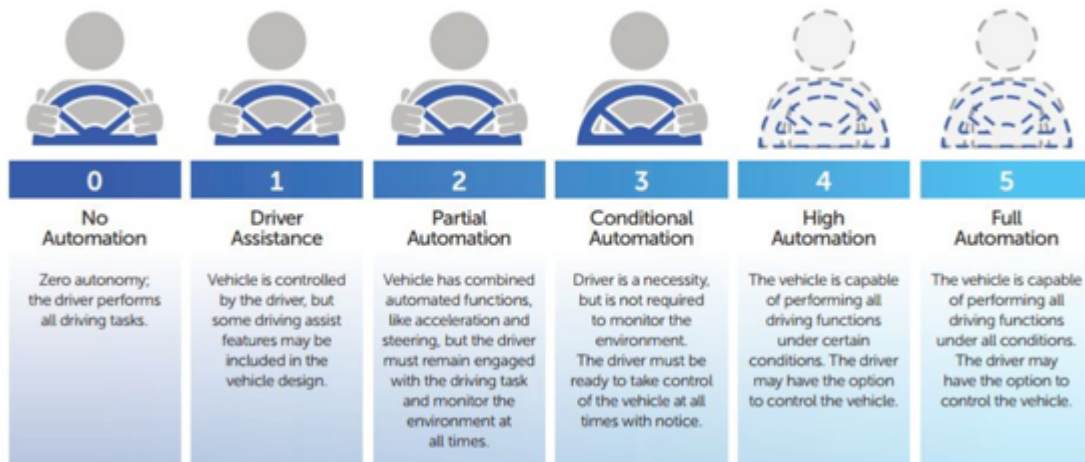 0
No
Automation
Zero autonomy;
the driver performs
all driving tasks.
1
Driver
Assistance
Vehicle is controlled
by the driver, but
some driving assist
features may be
included in the
vehicle design.
2
Partial
Automation
Vehicle has combined
automated functions,
like acceleration and
steering, but the driver
must remain engaged
with the driving task
and monitor the
environment at
all times.
3
Conditional
Automation
Driver is a necessity,
but is not required
to monitor the
environment.
The driver must be
ready to take control
of the vehicle at all
times with notice.
4
High
Automation
The vehicle is capable
of performing all
driving functions
under certain
conditions. The driver
may have the option
to control the vehicle.
5
Full
Automation
The vehicle is capable
of performing all
driving functions
under all conditions.
The driver may
have the option to
control the vehicle.